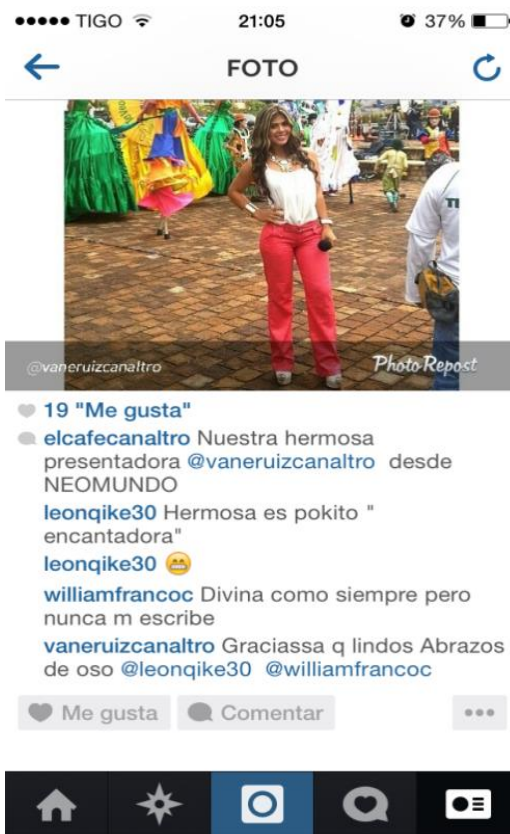 TIGO 21:05 37%
FOTO
@vaneruizcanaltro PhotoRepost
19 "Me gusta"
elcafecanaltro Nuestra hermosa
presentadora @vaneruizcanaltro desde
NEOMUNDO
leonqike30 Hermosa es pokito "
encantadora"
leonqike30 😁
williamfrancoc Divina como siempre pero
nunca m escribe
vaneruizcanaltro Graciassa q lindos Abrazos
de oso @leonqike30 @williamfrancoc
Me gusta Comentar